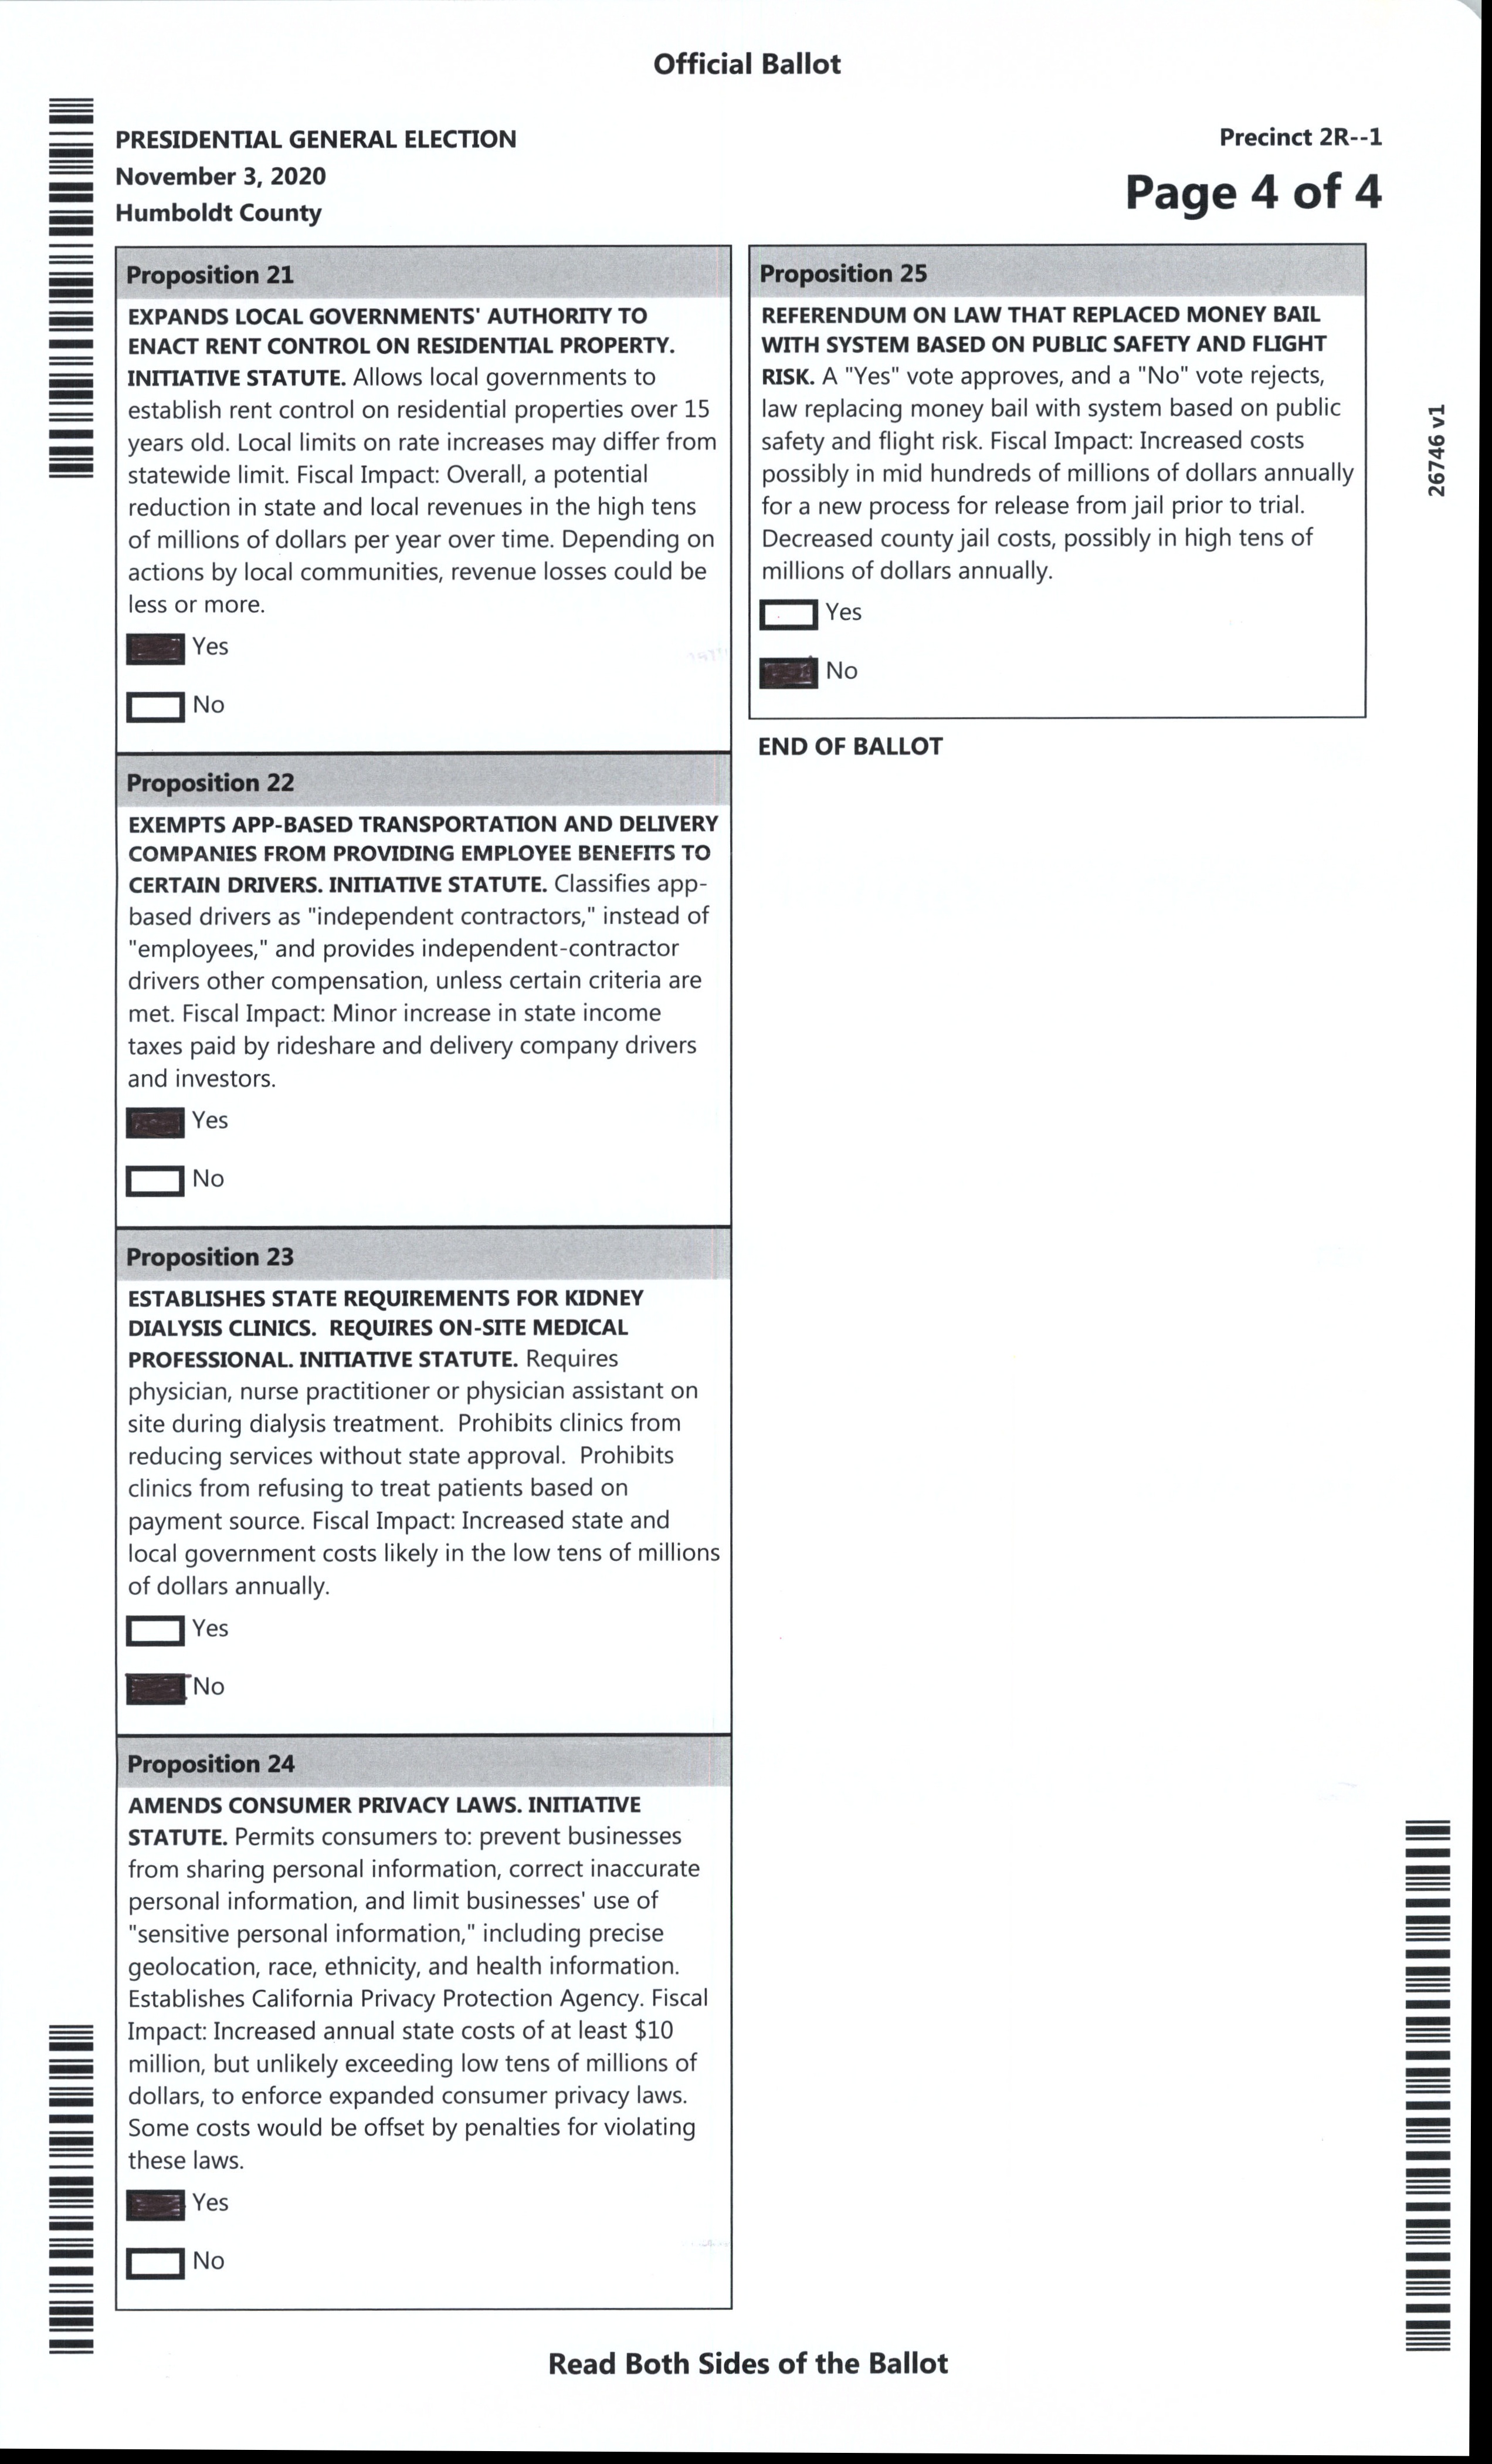 Official Ballot
PRESIDENTIAL GENERAL ELECTION
November 3, 2020
Humboldt County
Precinct 2R--1
Page 4 of 4
Proposition 21
EXPANDS LOCAL GOVERNMENTS' AUTHORITY TO
ENACT RENT CONTROL ON RESIDENTIAL PROPERTY.
INITIATIVE STATUTE. Allows local governments to
establish rent control on residential properties over 15
years old. Local limits on rate increases may differ from
statewide limit. Fiscal Impact: Overall, a potential
reduction in state and local revenues in the high tens
of millions of dollars per year over time. Depending on
actions by local communities, revenue losses could be
less or more.
Yes
No
Proposition 22
EXEMPTS APP-BASED TRANSPORTATION AND DELIVERY
COMPANIES FROM PROVIDING EMPLOYEE BENEFITS TO
CERTAIN DRIVERS. INITIATIVE STATUTE. Classifies app-
based drivers as "independent contractors," instead of
"employees," and provides independent-contractor
drivers other compensation, unless certain criteria are
met. Fiscal Impact: Minor increase in state income
taxes paid by rideshare and delivery company drivers
and investors.
Yes
No
Proposition 23
ESTABLISHES STATE REQUIREMENTS FOR KIDNEY
DIALYSIS CLINICS.  REQUIRES ON-SITE MEDICAL
PROFESSIONAL. INITIATIVE STATUTE. Requires
physician, nurse practitioner or physician assistant on
site during dialysis treatment.  Prohibits clinics from
reducing services without state approval.  Prohibits
clinics from refusing to treat patients based on
payment source. Fiscal Impact: Increased state and
local government costs likely in the low tens of millions
of dollars annually.
Yes
No
Proposition 24
AMENDS CONSUMER PRIVACY LAWS. INITIATIVE
STATUTE. Permits consumers to: prevent businesses
from sharing personal information, correct inaccurate
personal information, and limit businesses' use of
"sensitive personal information," including precise
geolocation, race, ethnicity, and health information.
Establishes California Privacy Protection Agency. Fiscal
Impact: Increased annual state costs of at least $10
million, but unlikely exceeding low tens of millions of
dollars, to enforce expanded consumer privacy laws.
Some costs would be offset by penalties for violating
these laws.
Yes
No
Proposition 25
REFERENDUM ON LAW THAT REPLACED MONEY BAIL
WITH SYSTEM BASED ON PUBLIC SAFETY AND FLIGHT
RISK. A "Yes" vote approves, and a "No" vote rejects,
law replacing money bail with system based on public
safety and flight risk. Fiscal Impact: Increased costs
possibly in mid hundreds of millions of dollars annually
for a new process for release from jail prior to trial.
Decreased county jail costs, possibly in high tens of
millions of dollars annually.
Yes
No
END OF BALLOT
26746 v1
Read Both Sides of the Ballot